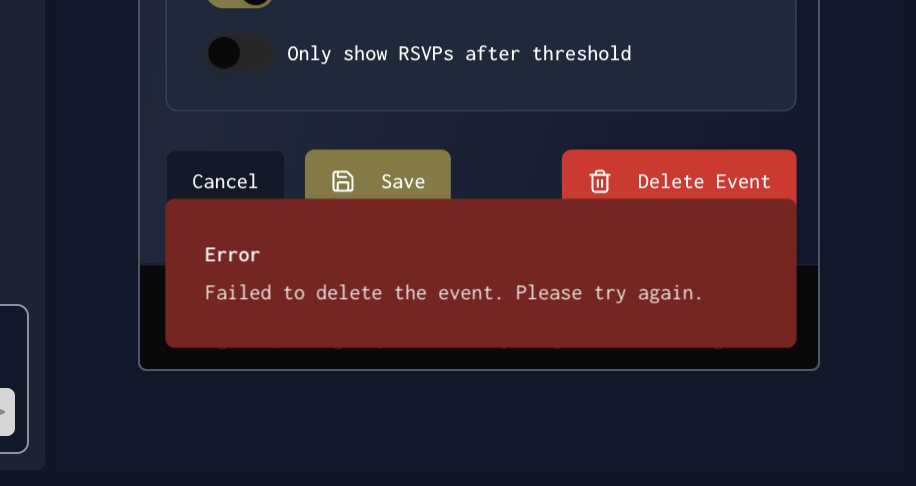 Only show RSVPs after threshold
Cancel
Save
Delete Event
Error
Failed to delete the event. Please try again.